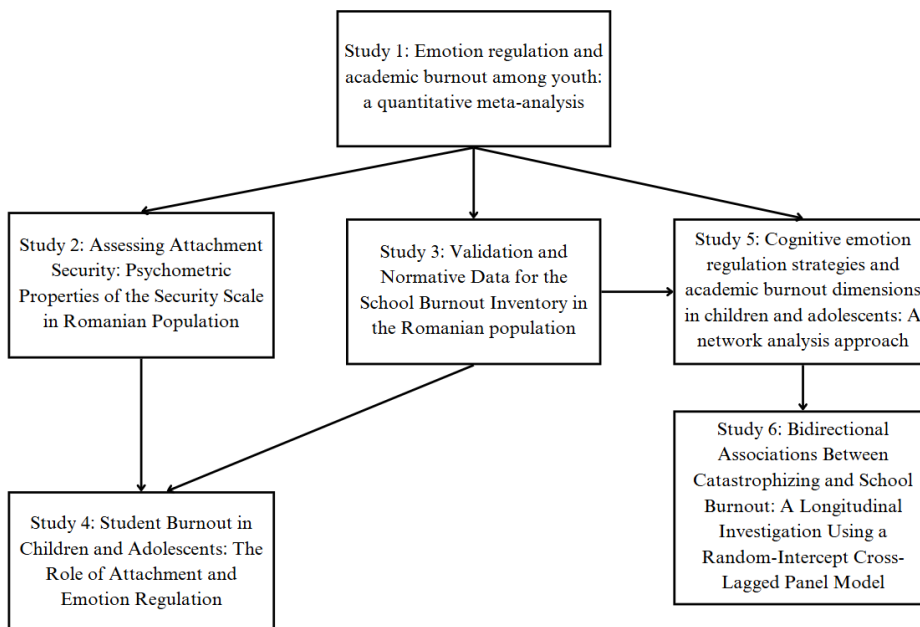 Study 1: Emotion regulation and
academic burnout among youth:
a quantitative meta-analysis
Study 2: Assessing Attachment
Security: Psychometric
Properties of the Security Scale
in Romanian Population
Study 3: Validation and
Normative Data for the
School Burnout Inventory in
the Romanian population
Study 5: Cognitive emotion
regulation strategies and
academic burnout dimensions
in children and adolescents: A
network analysis approach
Study 4: Student Burnout in
Children and Adolescents: The
Role of Attachment and
Emotion Regulation
Study 6: Bidirectional
Associations Between
Catastrophizing and School
Burnout: A Longitudinal
Investigation Using a
Random-Intercept Cross-
Lagged Panel Model